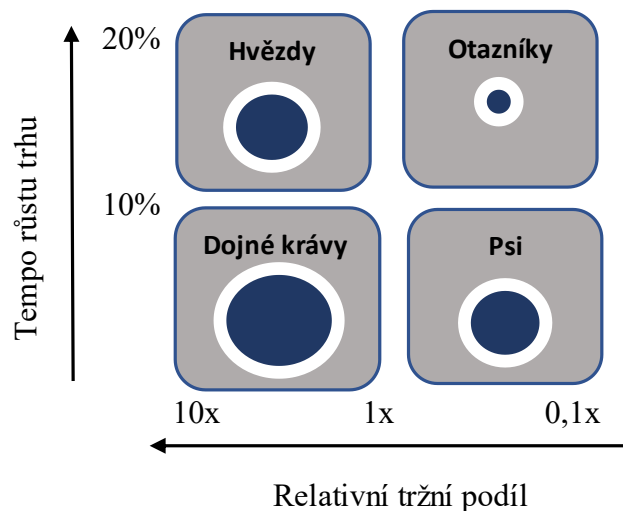 20%
Hvězdy
Otazníky
Tempo růstu trhu
10%
Dojné krávy
Psi
10x
1x
0,1x
Relativní tržní podíl